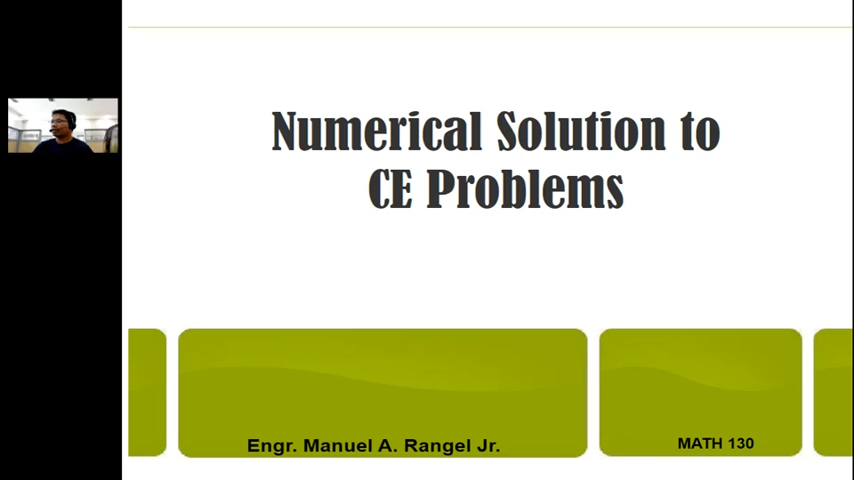 Numerical Solution to
CE Problems
Engr. Manuel A. Rangel Jr.
MATH 130